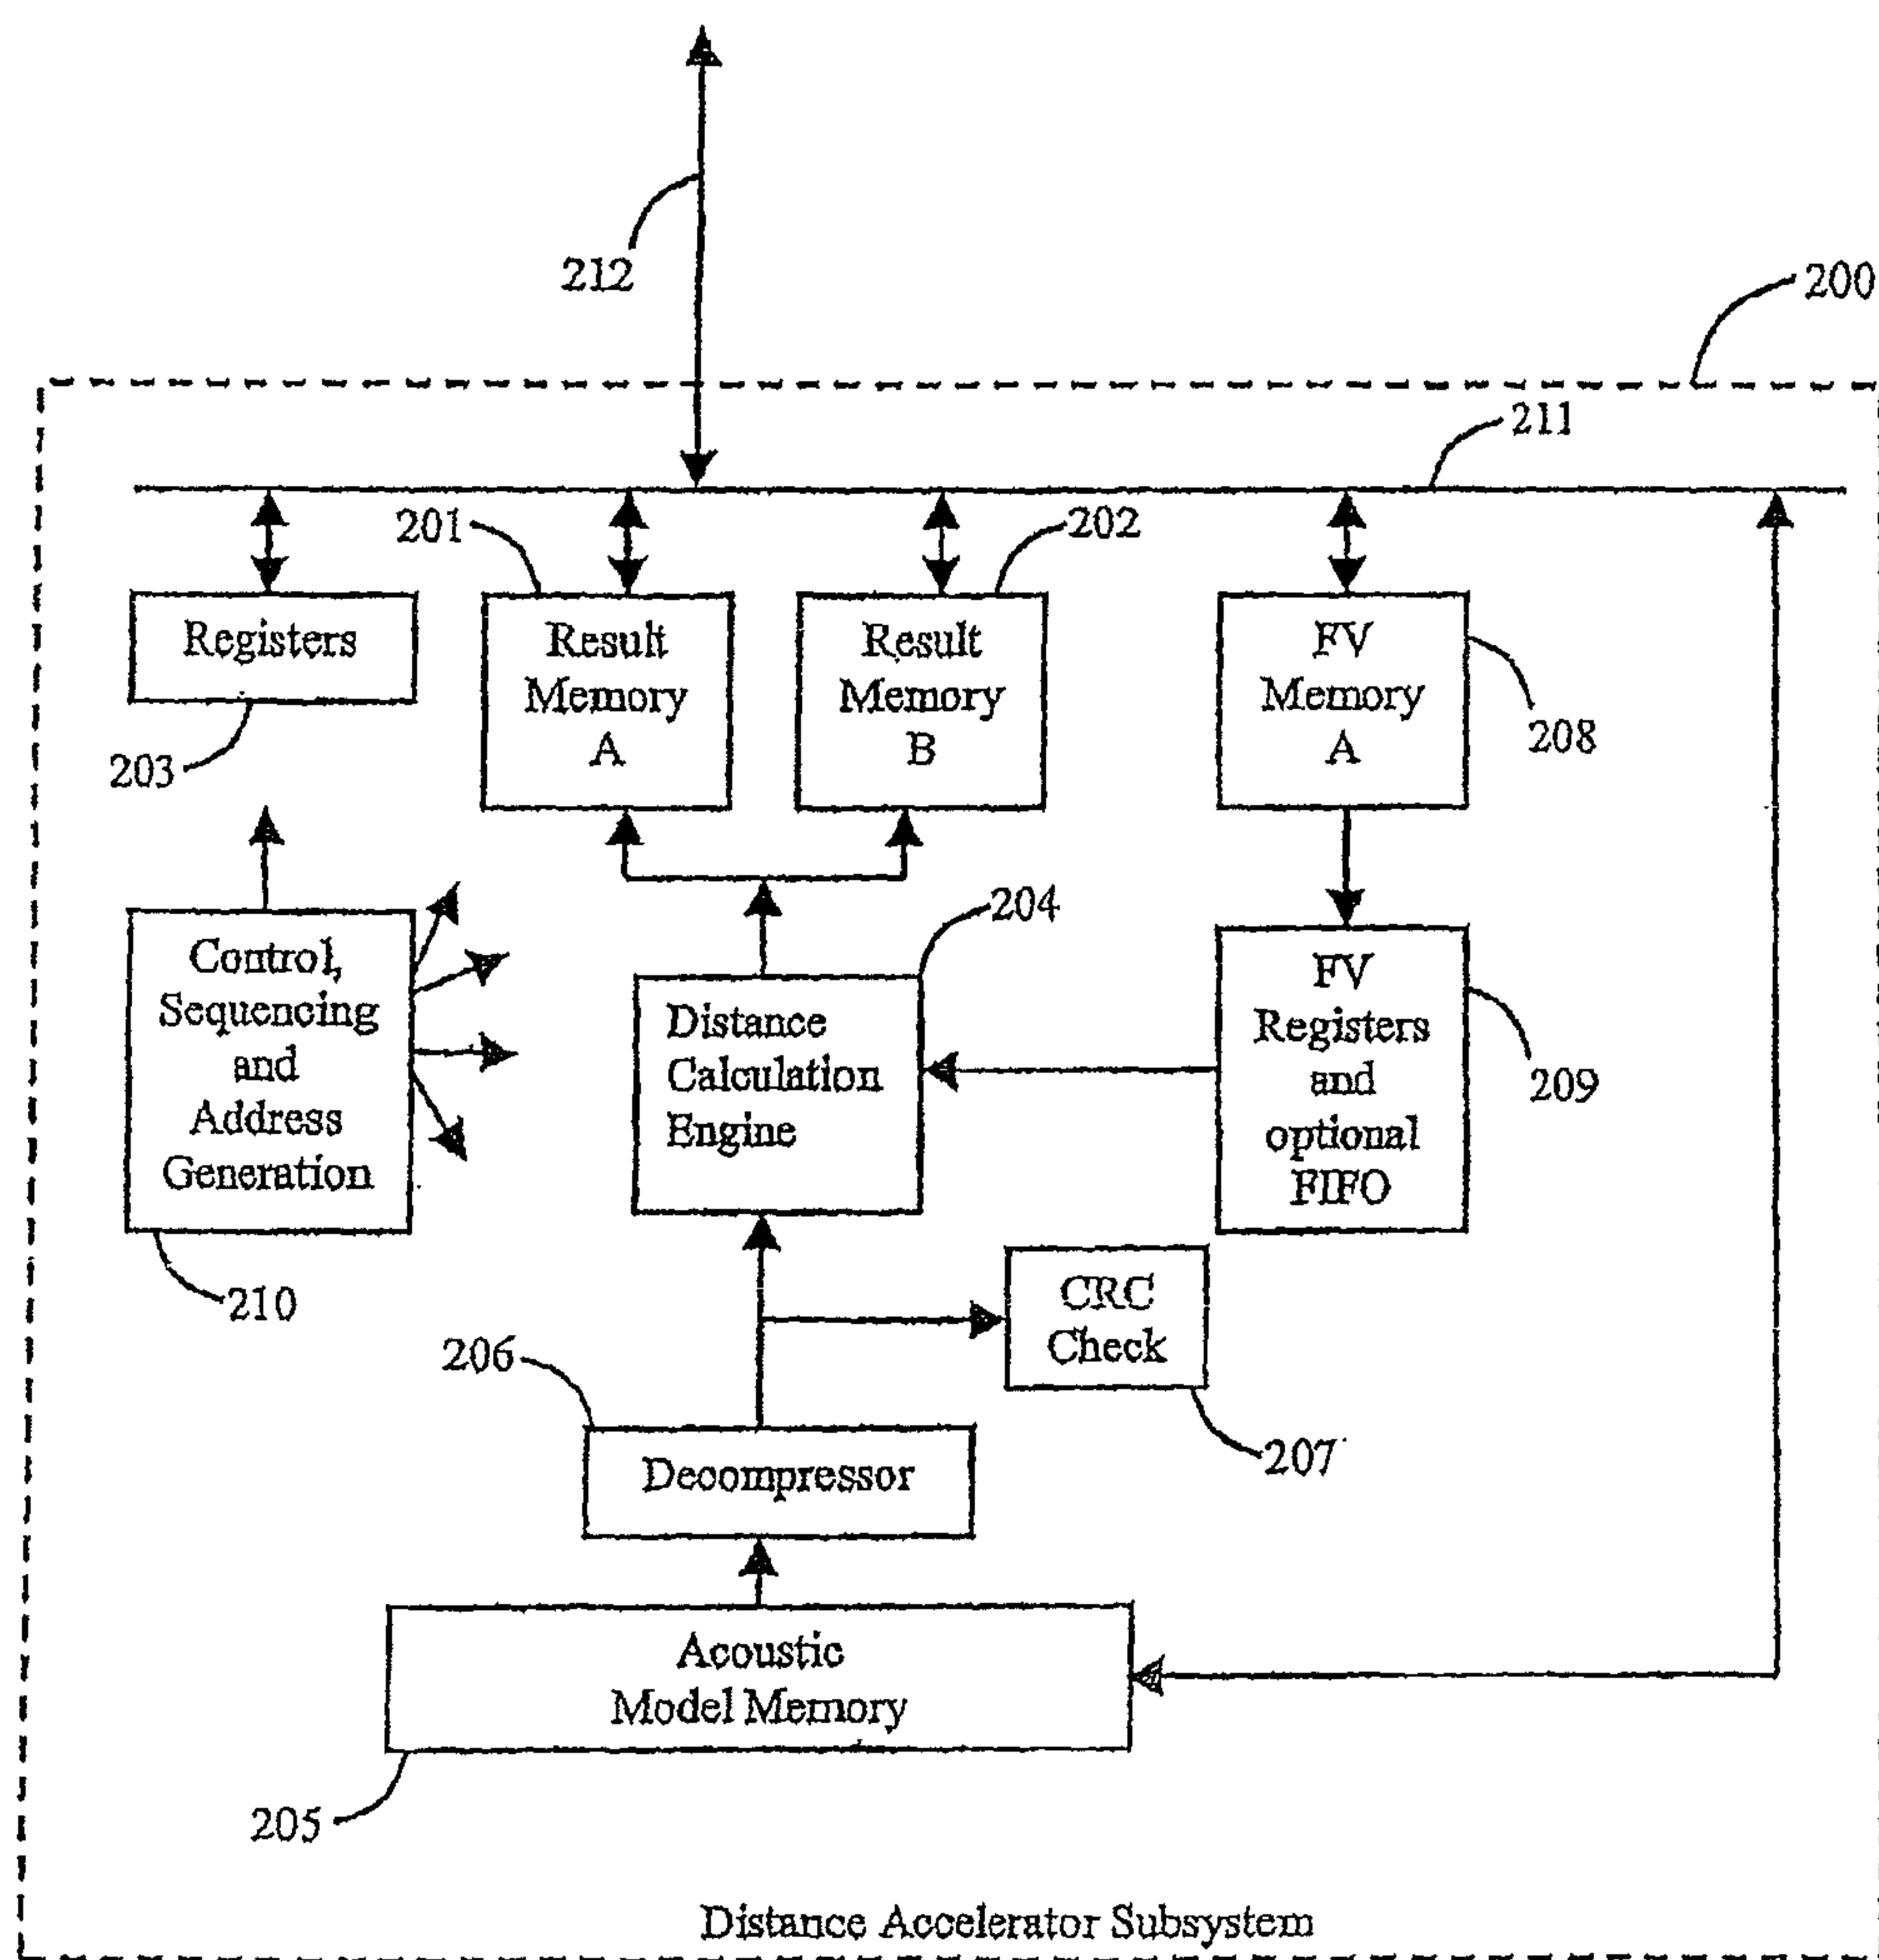 212
200
211
201
202
Registers
Result
Memory
A
Result
Memory
B
FV
Memory
A
203
208
204
Control,
Sequencing
and
Address
Generation
Distance
Calculation
Engine
FV
Registers
and
optional
FIFO
209
210
CRC
Check
206
207
Decompressor
Acoustic
Model Memory
205
Distance Accelerator Subsystem